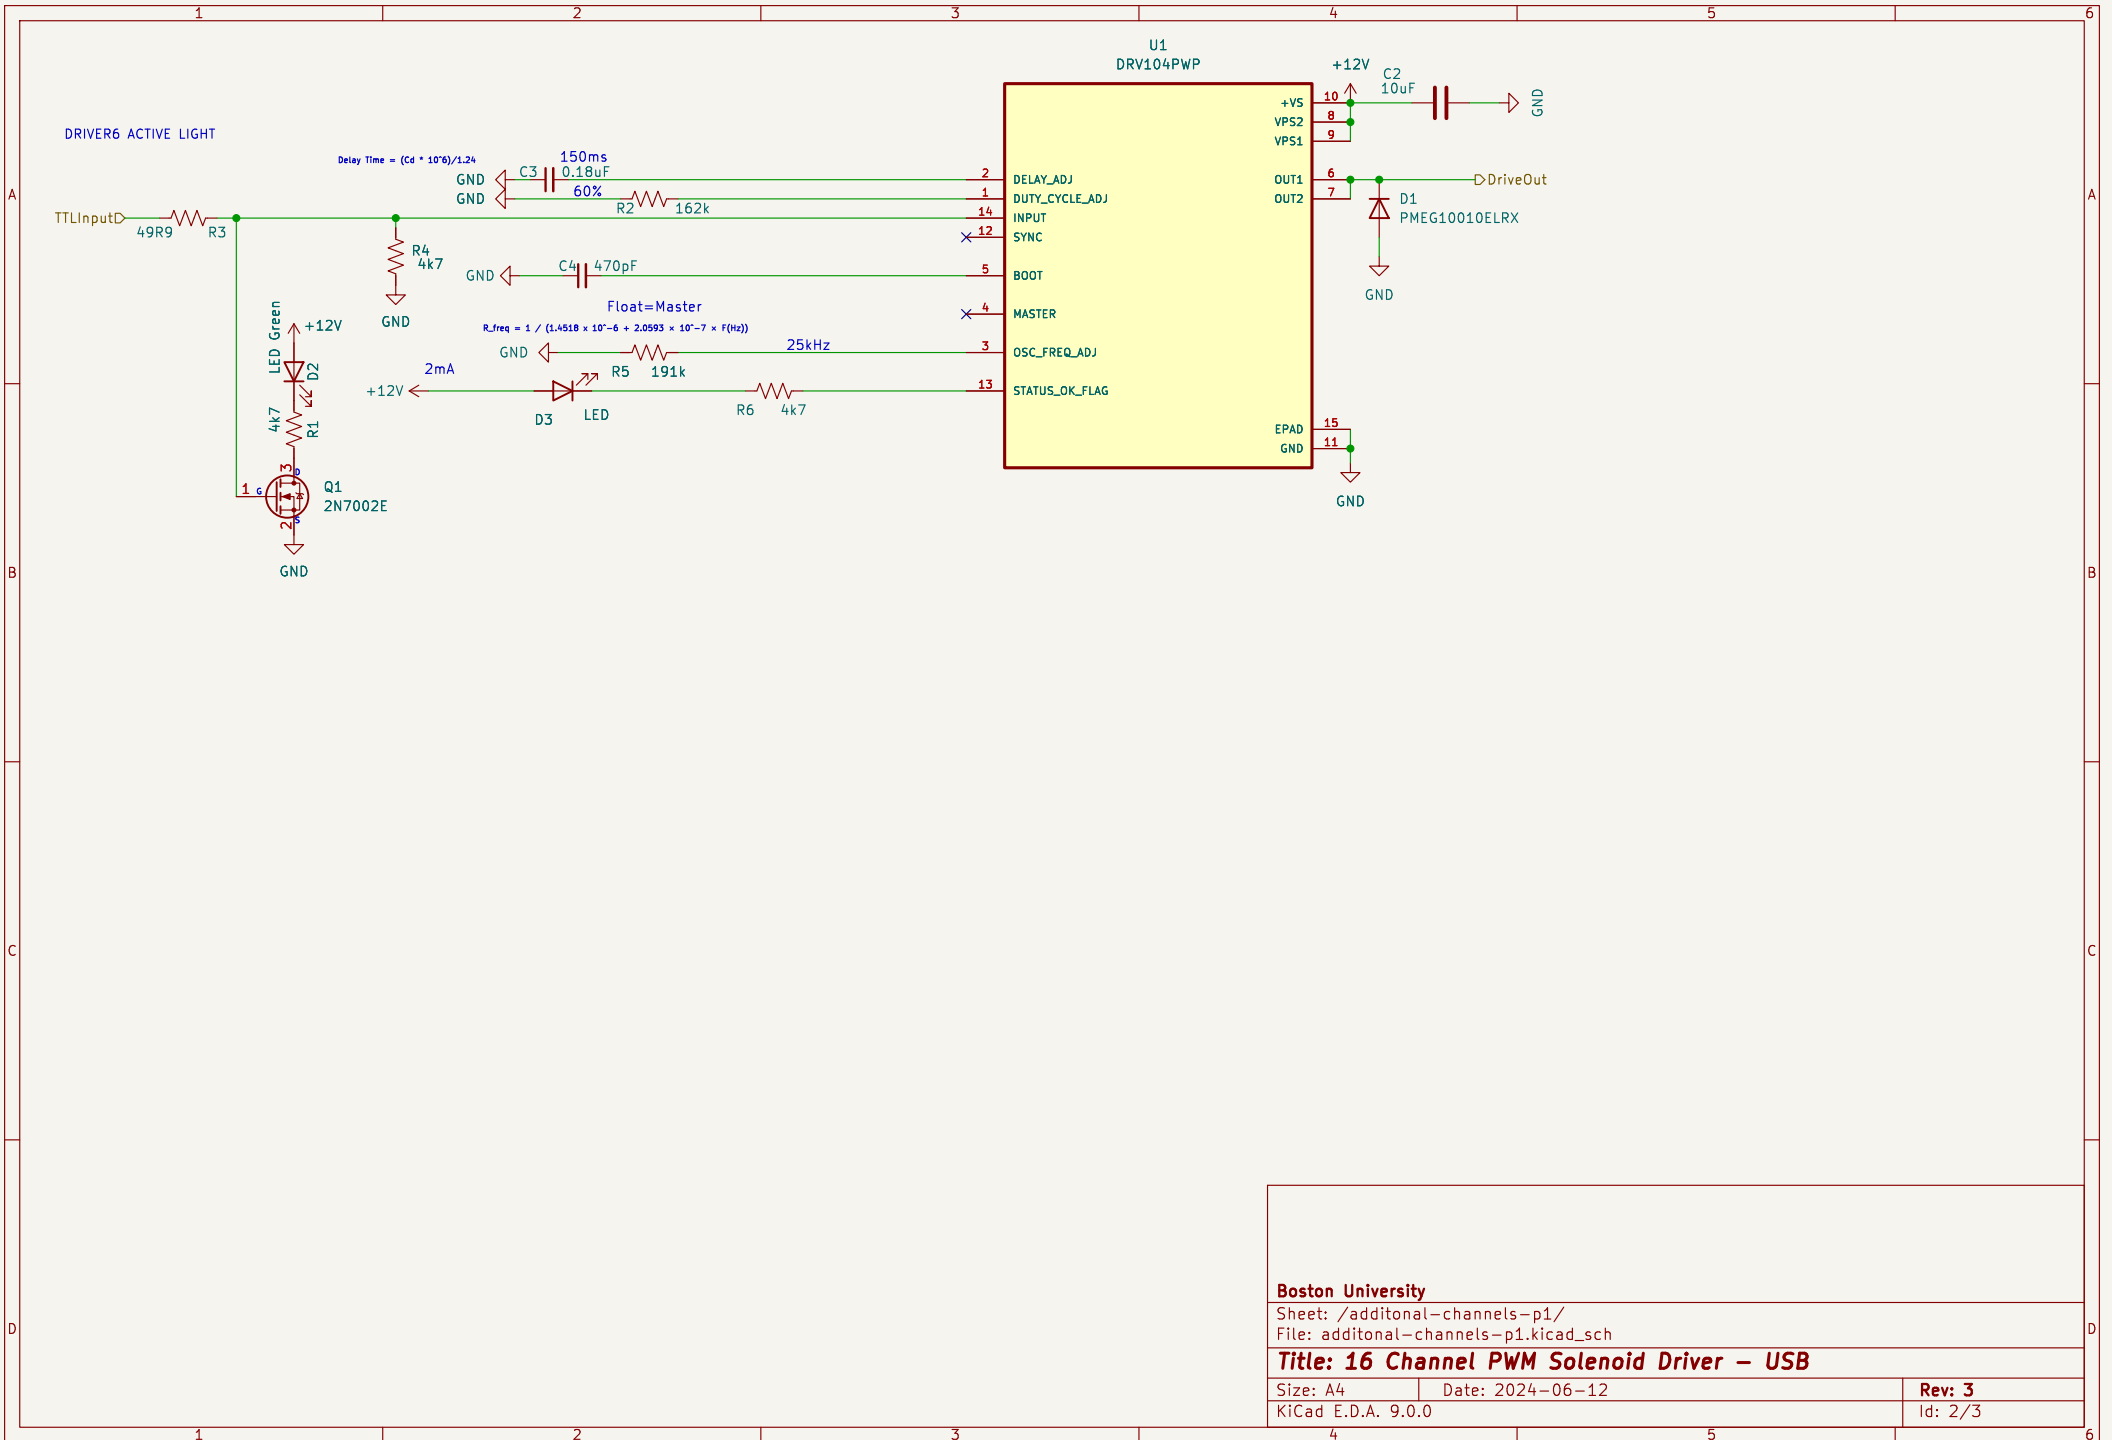 1 2 3 4 5 6
U1
DRV104PWP
+12V
C2
10uF
GND
DRIVER6 ACTIVE LIGHT
Delay Time = (Cd * 10^6)/1.24
150ms
GND C3 0.18uF
60%
GND R2 162k
TTLInput
49R9 R3
R4
4k7
GND
GND C4 470pF
Float=Master
R_freq = 1 / (1.4518 x 10^-6 + 2.0593 × 10^-7 × F(Hz))
GND
25kHz
R5 191k
2mA
+12V
D3 LED
R6 4k7
LED Green
+12V
D2
4k7
R1
3 D
1 G
Q1
2N7002E
2 S
GND
2 DELAY_ADJ
1 DUTY_CYCLE_ADJ
14 INPUT
12 SYNC
5 BOOT
4 MASTER
3 OSC_FREQ_ADJ
13 STATUS_OK_FLAG
+VS 10
VPS2 8
VPS1 9
OUT1 6
OUT2 7
EPAD 15
GND 11
GND
DriveOut
D1
PMEG10010ELRX
GND
A A
B B
C C
D D
Boston University
Sheet: /additonal-channels-p1/
File: additonal-channels-p1.kicad_sch
Title: 16 Channel PWM Solenoid Driver - USB
Size: A4 Date: 2024-06-12 Rev: 3
KiCad E.D.A. 9.0.0 Id: 2/3
1 2 3 4 5 6